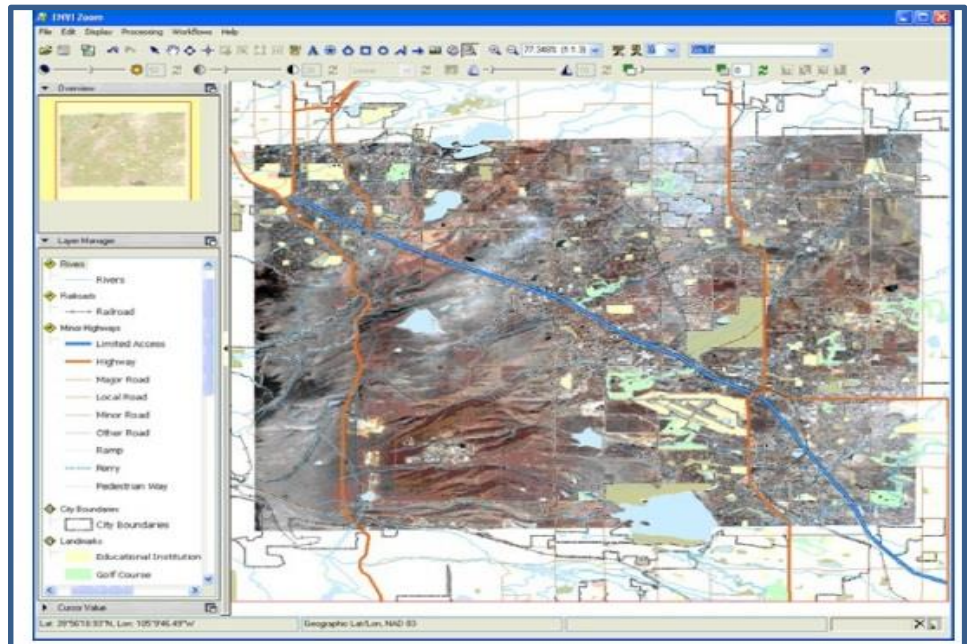 ENVI Zoom
File Edit Display Processing Workflows Help
Overview
Layer Manager
Rivers
Rivers
Railroads
Railroad
Minor Highways
Limited Access
Highway
Major Road
Local Road
Minor Road
Other Road
Ramp
Ferry
Pedestrian Way
City Boundaries
City Boundaries
Landmarks
Educational Institution
Golf Course
Cursor Value
Geographic Lat/Lon, NAD 83